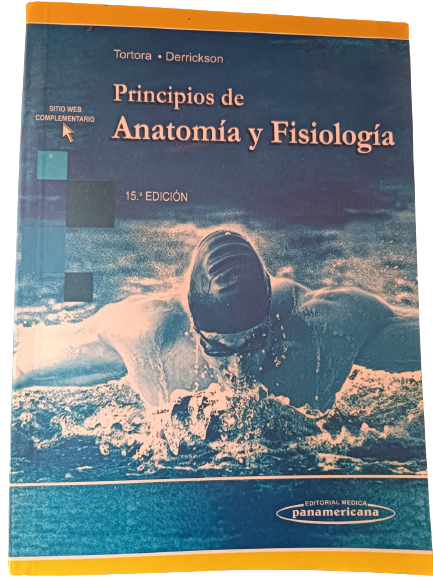 Tortora • Derrickson
Principios de
Anatomía y Fisiología
SITIO WEB
COMPLEMENTARIO
15.ª EDICIÓN
EDITORIAL MEDICA
panamericana